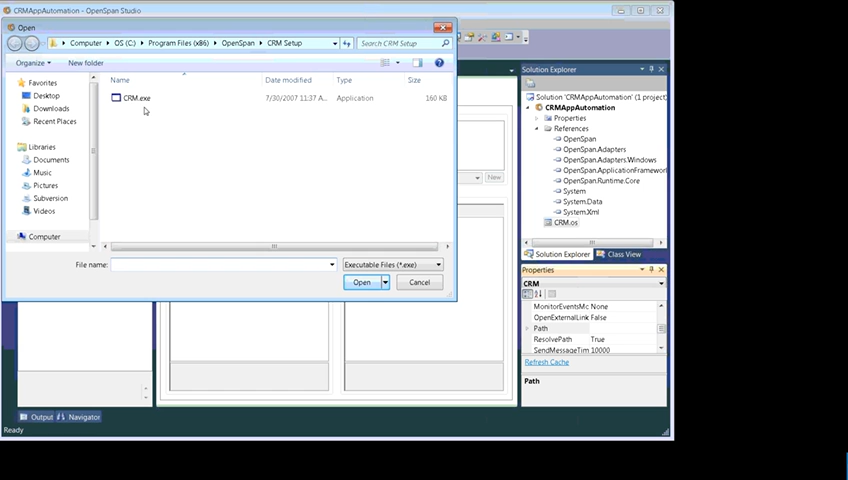 CRMAppAutomation - OpenSpan Studio
Open
Computer ▸ OS (C:) ▸ Program Files (x86) ▸ OpenSpan ▸ CRM Setup
Search CRM Setup
Organize
New folder
Favorites
Desktop
Downloads
Recent Places
Libraries
Documents
Music
Pictures
Subversion
Videos
Computer
Name
Date modified
Type
Size
CRM.exe
7/30/2007 11:37 A...
Application
160 KB
File name:
Executable Files (*.exe)
Open
Cancel
New
Solution Explorer
Solution 'CRMAppAutomation' (1 project)
CRMAppAutomation
Properties
References
OpenSpan
OpenSpan.Adapters
OpenSpan.Adapters.Windows
OpenSpan.ApplicationFramework
OpenSpan.Runtime.Core
System
System.Data
System.Xml
CRM.os
Solution Explorer
Class View
Properties
CRM
MonitorEventsMc None
OpenExternalLink False
Path
ResolvePath True
SendMessageTim 10000
Refresh Cache
Path
Output
Navigator
Ready